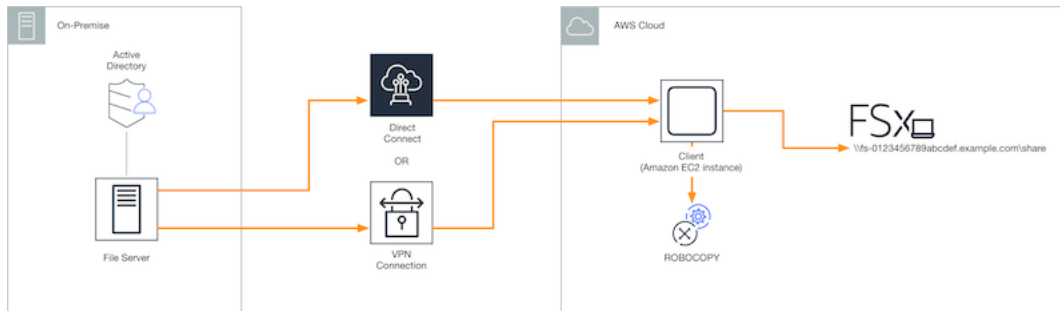 On-Premise
Active
Directory
File Server
Direct
Connect
OR
VPN
Connection
AWS Cloud
Client
(Amazon EC2 instance)
ROBOCOPY
FSx
\\fs-0123456789abcdef.example.com\share